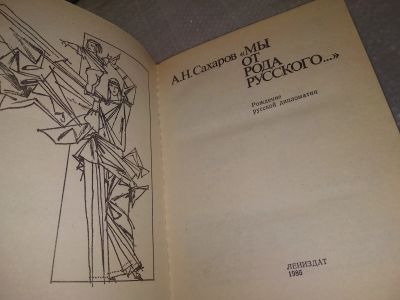 А.Н.Сахаров «МЫ
ОТ
РОДА
РУССКОГО...»
Рождение
русской дипломатии
ЛЕНИЗДАТ
1986